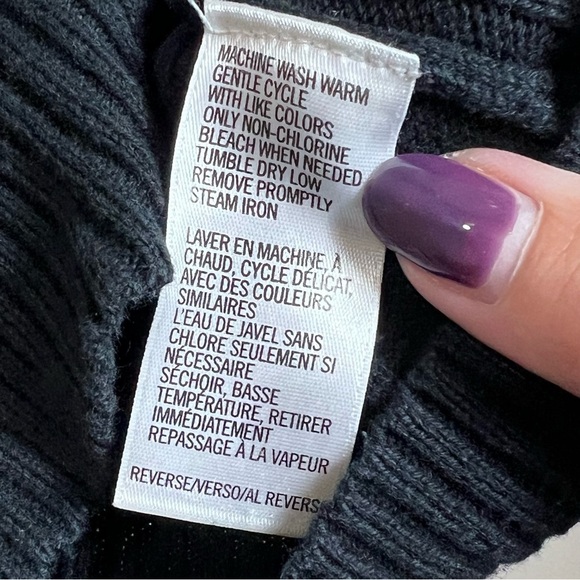 MACHINE WASH WARM
GENTLE CYCLE
WITH LIKE COLORS
ONLY NON-CHLORINE
BLEACH WHEN NEEDED
TUMBLE DRY LOW
REMOVE PROMPTLY
STEAM IRON
LAVER EN MACHINE, À
CHAUD, CYCLE DÉLICAT,
AVEC DES COULEURS
SIMILAIRES
L'EAU DE JAVEL SANS
CHLORE SEULEMENT SI
NÉCESSAIRE
SÉCHOIR, BASSE
TEMPÉRATURE, RETIRER
IMMÉDIATEMENT
REPASSAGE À LA VAPEUR
REVERSE/VERSO/AL REVERS